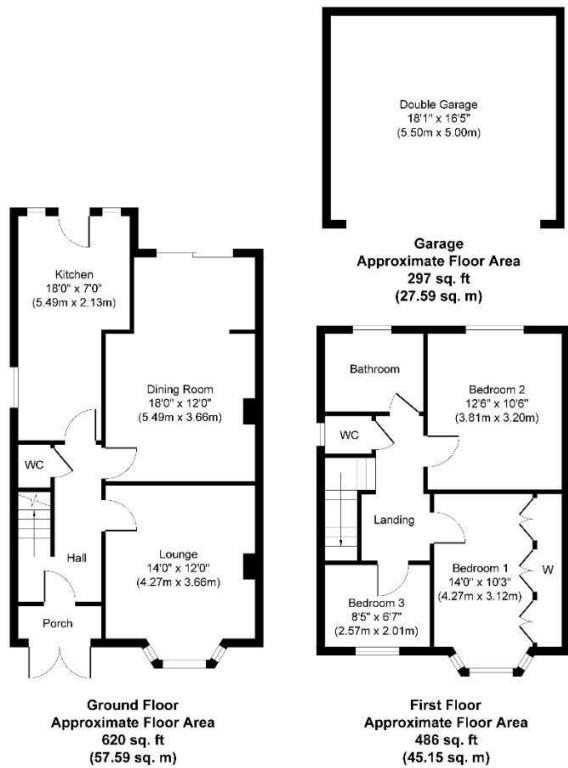 Double Garage
18'1" x 16'5"
(5.50m x 5.00m)
Garage
Approximate Floor Area
297 sq. ft
(27.59 sq. m)
Kitchen
18'0" x 7'0"
(5.49m x 2.13m)
Dining Room
18'0" x 12'0"
(5.49m x 3.66m)
WC
Hall
Lounge
14'0" x 12'0"
(4.27m x 3.66m)
Porch
Ground Floor
Approximate Floor Area
620 sq. ft
(57.59 sq. m)
Bathroom
Bedroom 2
12'6" x 10'6"
(3.81m x 3.20m)
WC
Landing
Bedroom 1
14'0" x 10'3"
(4.27m x 3.12m)
W
Bedroom 3
8'5" x 6'7"
(2.57m x 2.01m)
First Floor
Approximate Floor Area
486 sq. ft
(45.15 sq. m)